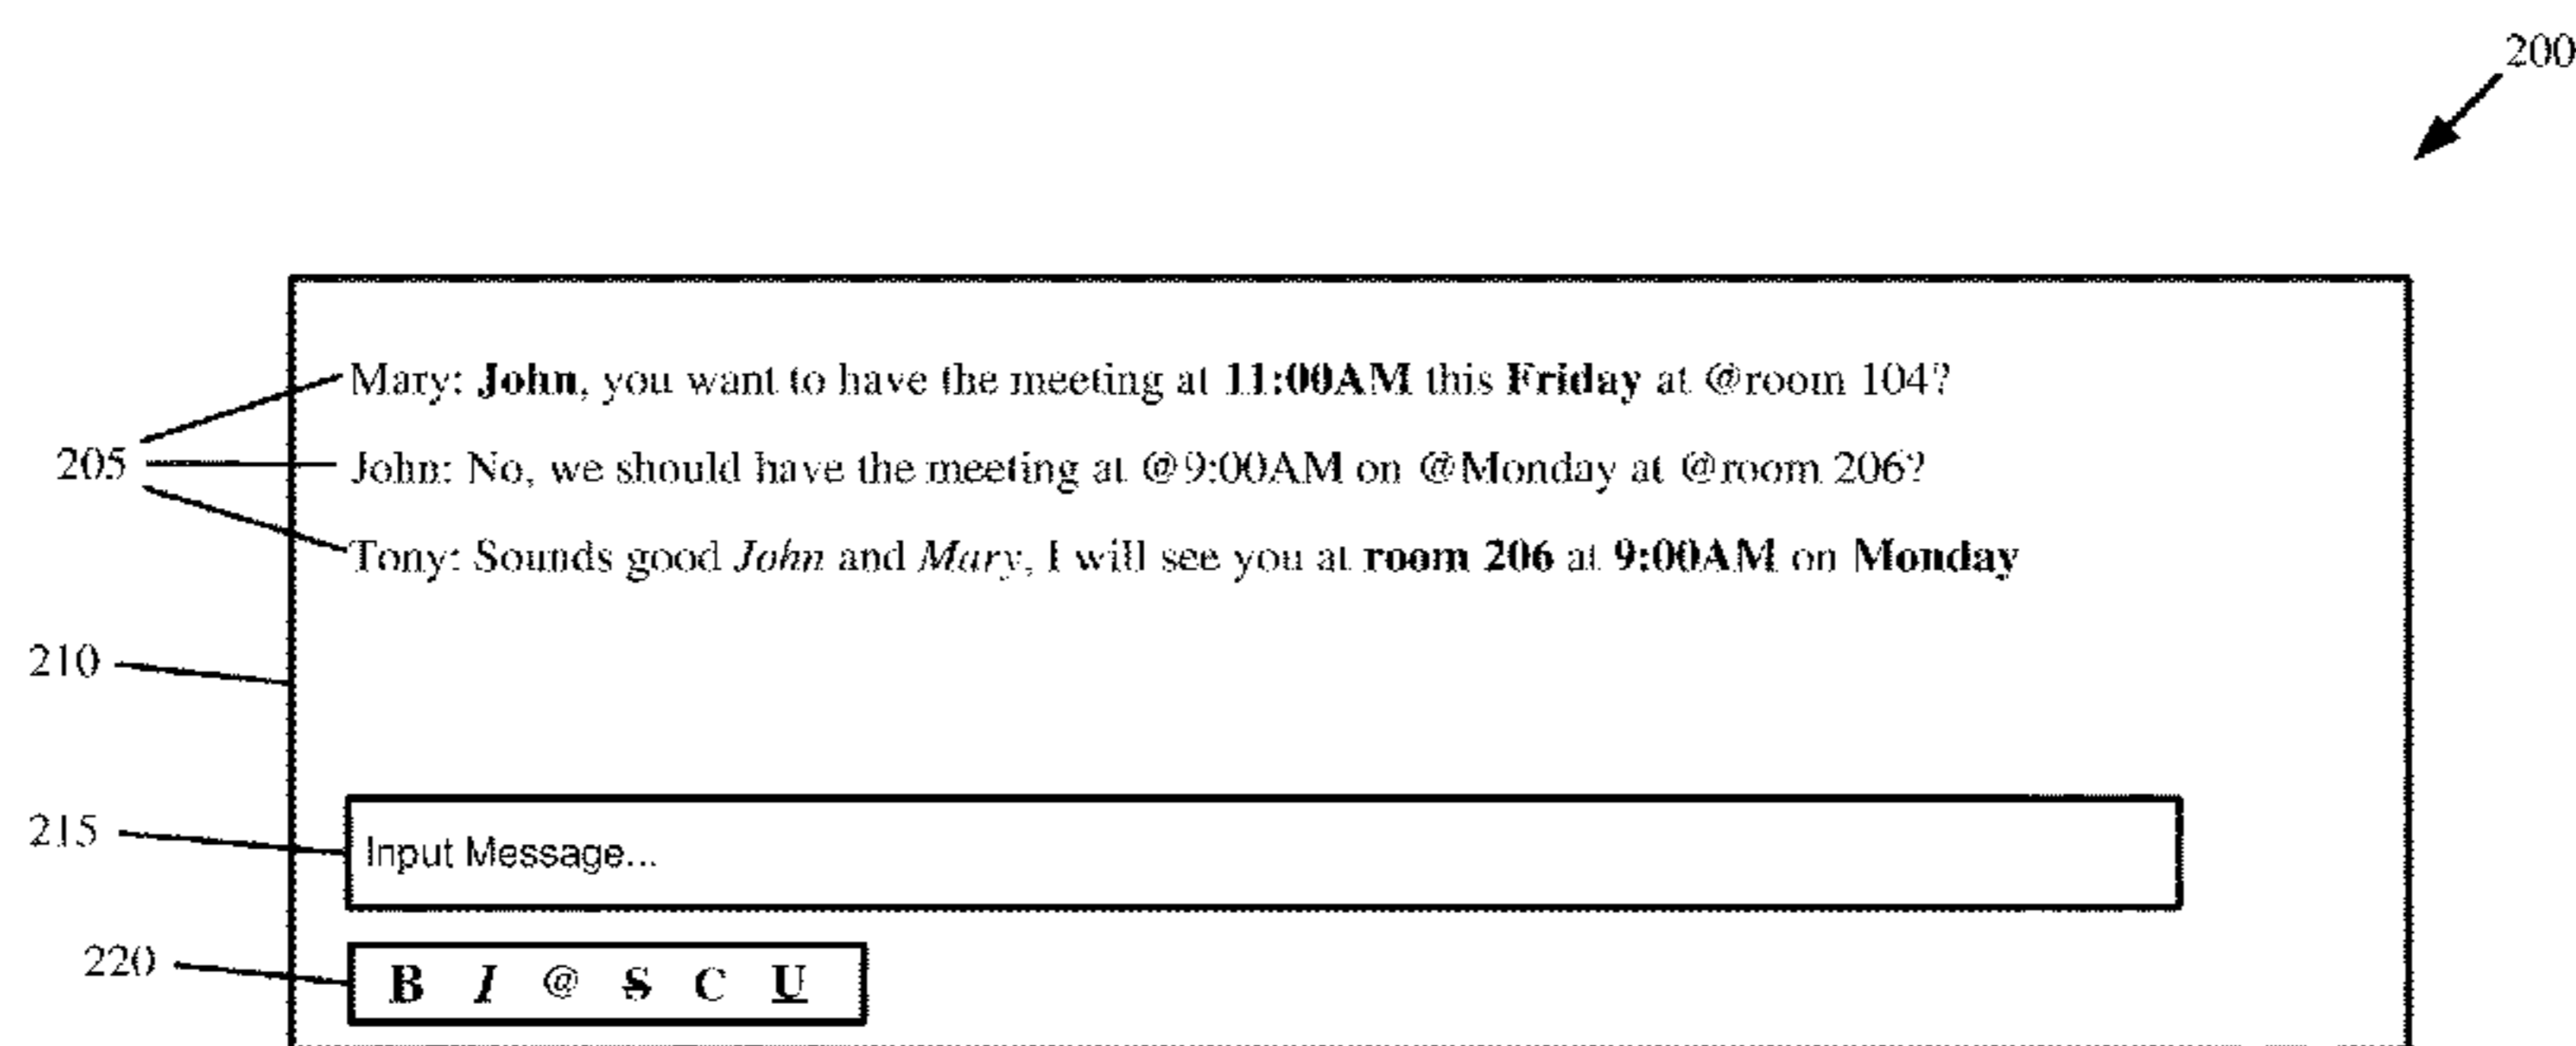 200
Mary: John, you want to have the meeting at 11:00AM this Friday at @room 104?
205
John: No, we should have the meeting at @9:00AM on @Monday at @room 206?
Tony: Sounds good John and Mary, I will see you at room 206 at 9:00AM on Monday
210
215
Input Message...
220
B I @ S C U